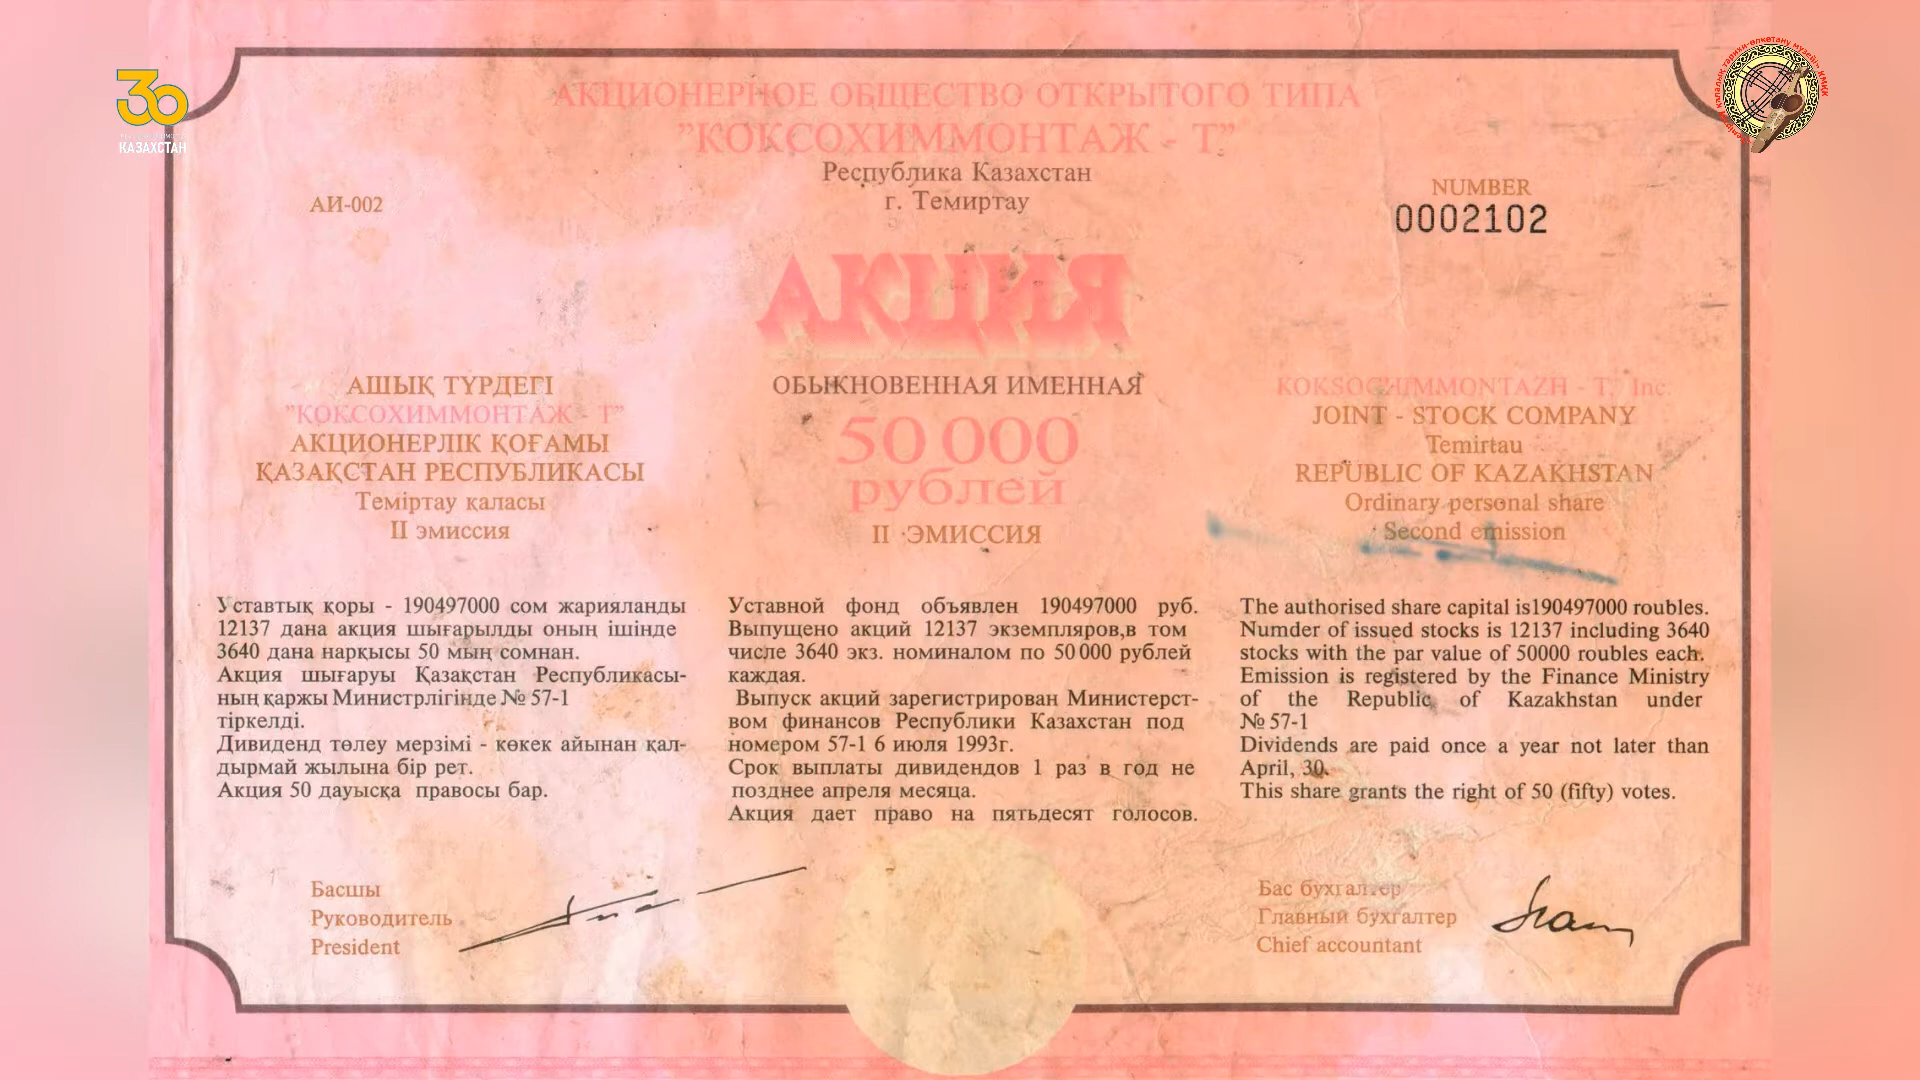 КАЗАХСТАН
АКЦИОНЕРНОЕ ОБЩЕСТВО ОТКРЫТОГО ТИПА
"КОКСОХИММОНТАЖ - Т"
Республика Казахстан
г. Темиртау
АИ-002
NUMBER
0002102
АКЦИЯ
АШЫҚ ТҮРДЕГІ
"КОКСОХИММОНТАЖ - Т"
АКЦИОНЕРЛІК ҚОҒАМЫ
ҚАЗАҚСТАН РЕСПУБЛИКАСЫ
Теміртау қаласы
II эмиссия
ОБЫКНОВЕННАЯ ИМЕННАЯ
50 000
рублей
II ЭМИССИЯ
KOKSOCHIMMONTAZH - T, Inc.
JOINT - STOCK COMPANY
Temirtau
REPUBLIC OF KAZAKHSTAN
Ordinary personal share
Second emission
Уставтық қоры - 190497000 сом жарияланды
12137 дана акция шығарылды оның ішінде
3640 дана нарқысы 50 мың сомнан.
Акция шығаруы Қазақстан Республикасы-
ның қаржы Министрлігінде № 57-1
тіркелді.
Дивиденд төлеу мерзімі - көкек айынан қал-
дырмай жылына бір рет.
Акция 50 дауысқа правосы бар.
Уставной фонд объявлен 190497000 руб.
Выпущено акций 12137 экземпляров,в том
числе 3640 экз. номиналом по 50 000 рублей
каждая.
Выпуск акций зарегистрирован Министерст-
вом финансов Республики Казахстан под
номером 57-1 6 июля 1993г.
Срок выплаты дивидендов 1 раз в год не
позднее апреля месяца.
Акция дает право на пятьдесят голосов.
The authorised share capital is190497000 roubles.
Numder of issued stocks is 12137 including 3640
stocks with the par value of 50000 roubles each.
Emission is registered by the Finance Ministry
of the Republic of Kazakhstan under
№ 57-1
Dividends are paid once a year not later than
April, 30.
This share grants the right of 50 (fifty) votes.
Басшы
Руководитель
President
Бас бухгалтер
Главный бухгалтер
Chief accountant